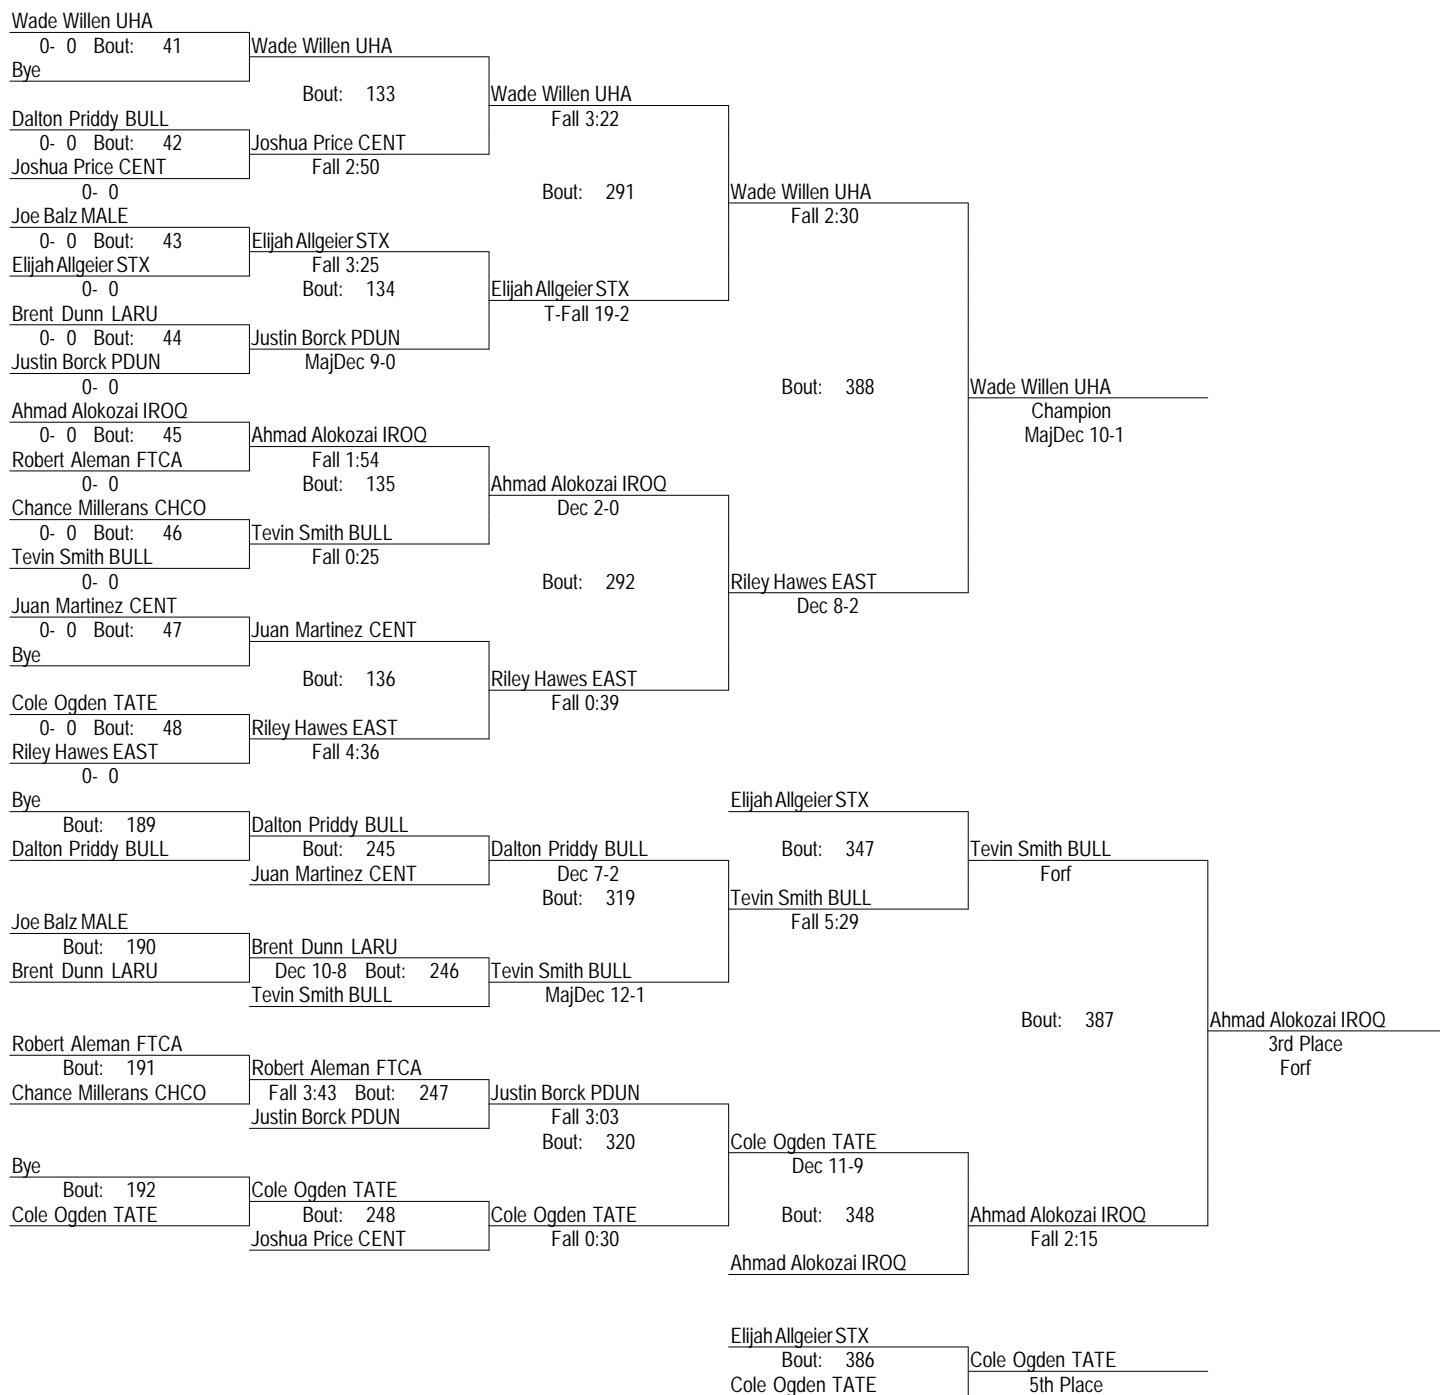 Wade Willen UHA
0- 0 Bout: 41 Wade Willen UHA
Bye
Bout: 133 Wade Willen UHA
Dalton Priddy BULL Fall 3:22
0- 0 Bout: 42 Joshua Price CENT
Joshua Price CENT Fall 2:50
0- 0 Bout: 291 Wade Willen UHA
Joe Balz MALE Fall 2:30
0- 0 Bout: 43 Elijah Allgeier STX
Elijah Allgeier STX Fall 3:25
0- 0 Bout: 134 Elijah Allgeier STX
Brent Dunn LARU T-Fall 19-2
0- 0 Bout: 44 Justin Borck PDUN
Justin Borck PDUN MajDec 9-0
0- 0 Bout: 388 Wade Willen UHA
Ahmad Alokozai IROQ Champion
0- 0 Bout: 45 Ahmad Alokozai IROQ MajDec 10-1
Robert Aleman FTCA Fall 1:54
0- 0 Bout: 135 Ahmad Alokozai IROQ
Chance Millerans CHCO Dec 2-0
0- 0 Bout: 46 Tevin Smith BULL
Tevin Smith BULL Fall 0:25
0- 0 Bout: 292 Riley Hawes EAST
Juan Martinez CENT Dec 8-2
0- 0 Bout: 47 Juan Martinez CENT
Bye
Bout: 136 Riley Hawes EAST
Cole Ogden TATE Fall 0:39
0- 0 Bout: 48 Riley Hawes EAST
Riley Hawes EAST Fall 4:36
0- 0
Bye Elijah Allgeier STX
Bout: 189 Dalton Priddy BULL
Dalton Priddy BULL Bout: 245 Dalton Priddy BULL Bout: 347 Tevin Smith BULL
Juan Martinez CENT Dec 7-2 Forf
Bout: 319 Tevin Smith BULL
Joe Balz MALE Fall 5:29
Bout: 190 Brent Dunn LARU
Brent Dunn LARU Dec 10-8 Bout: 246 Tevin Smith BULL
Tevin Smith BULL MajDec 12-1
Bout: 387 Ahmad Alokozai IROQ
Robert Aleman FTCA 3rd Place
Bout: 191 Robert Aleman FTCA Forf
Chance Millerans CHCO Fall 3:43 Bout: 247 Justin Borck PDUN
Justin Borck PDUN Fall 3:03
Bout: 320 Cole Ogden TATE
Bye Dec 11-9
Bout: 192 Cole Ogden TATE
Cole Ogden TATE Bout: 248 Cole Ogden TATE Bout: 348 Ahmad Alokozai IROQ
Joshua Price CENT Fall 0:30 Fall 2:15
Ahmad Alokozai IROQ
Elijah Allgeier STX
Bout: 386 Cole Ogden TATE
Cole Ogden TATE 5th Place